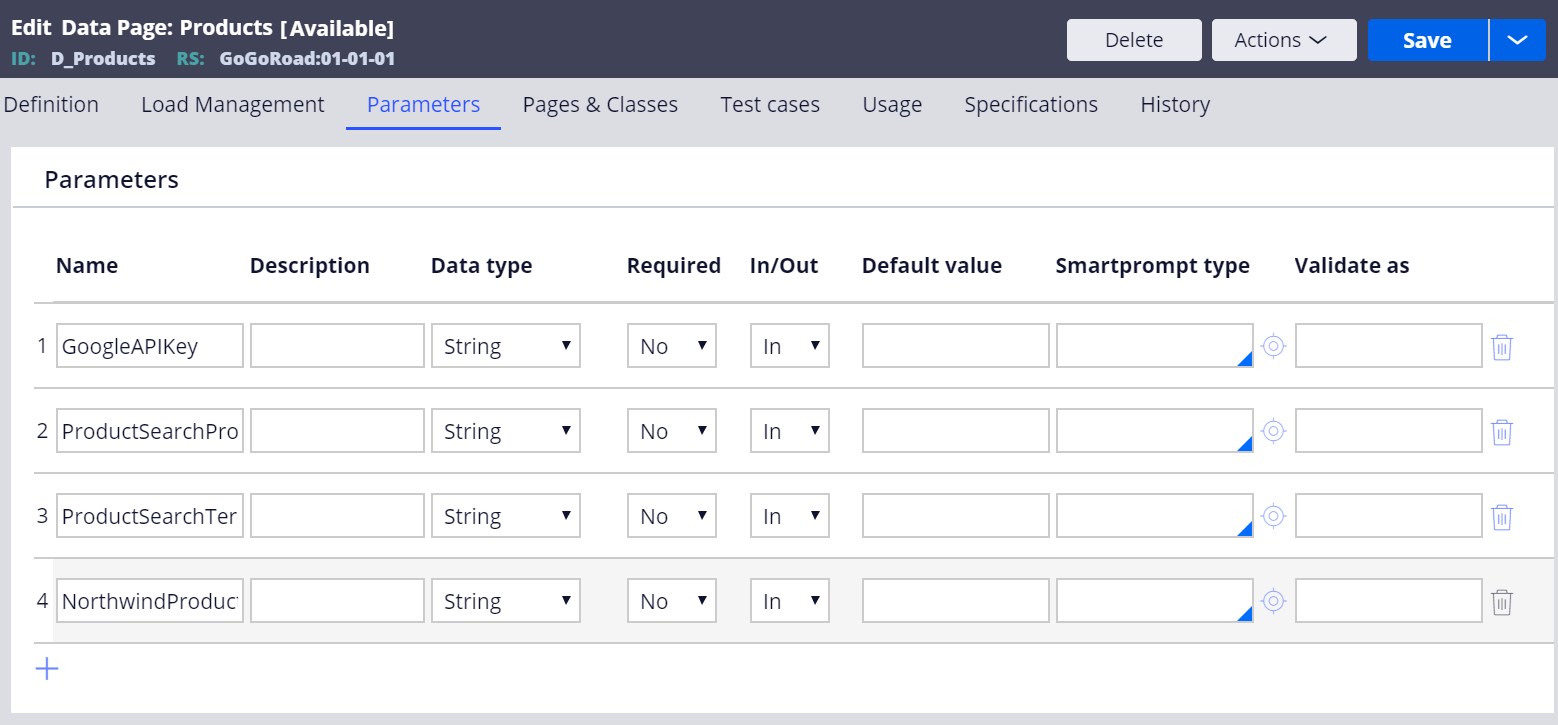 Edit Data Page: Products [Available]
ID: D_Products RS: GoGoRoad:01-01-01
Delete
Actions
Save
Definition Load Management Parameters Pages & Classes Test cases Usage Specifications History
Parameters
Name Description Data type Required In/Out Default value Smartprompt type Validate as
1 GoogleAPIKey String No In
2 ProductSearchPro String No In
3 ProductSearchTer String No In
4 NorthwindProduc String No In